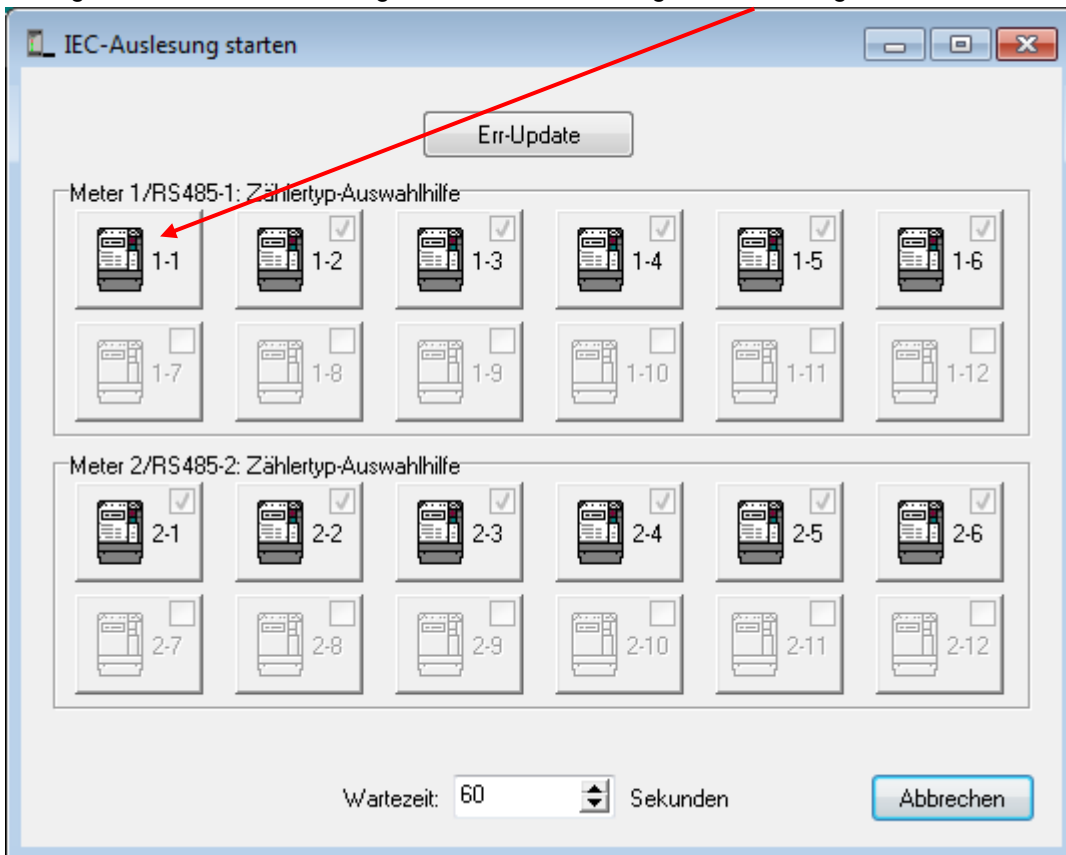 IEC-Auslesung starten
Err-Update
Meter 1/RS485-1: Zählertyp-Auswahlhilfe
1-1 1-2 1-3 1-4 1-5 1-6
1-7 1-8 1-9 1-10 1-11 1-12
Meter 2/RS485-2: Zählertyp-Auswahlhilfe
2-1 2-2 2-3 2-4 2-5 2-6
2-7 2-8 2-9 2-10 2-11 2-12
Wartezeit: 60 Sekunden Abbrechen